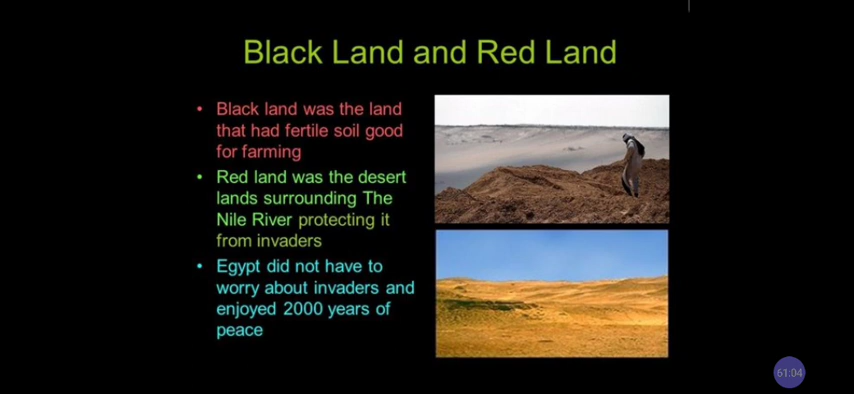 Black Land and Red Land
• Black land was the land
that had fertile soil good
for farming
• Red land was the desert
lands surrounding The
Nile River protecting it
from invaders
• Egypt did not have to
worry about invaders and
enjoyed 2000 years of
peace
61:04